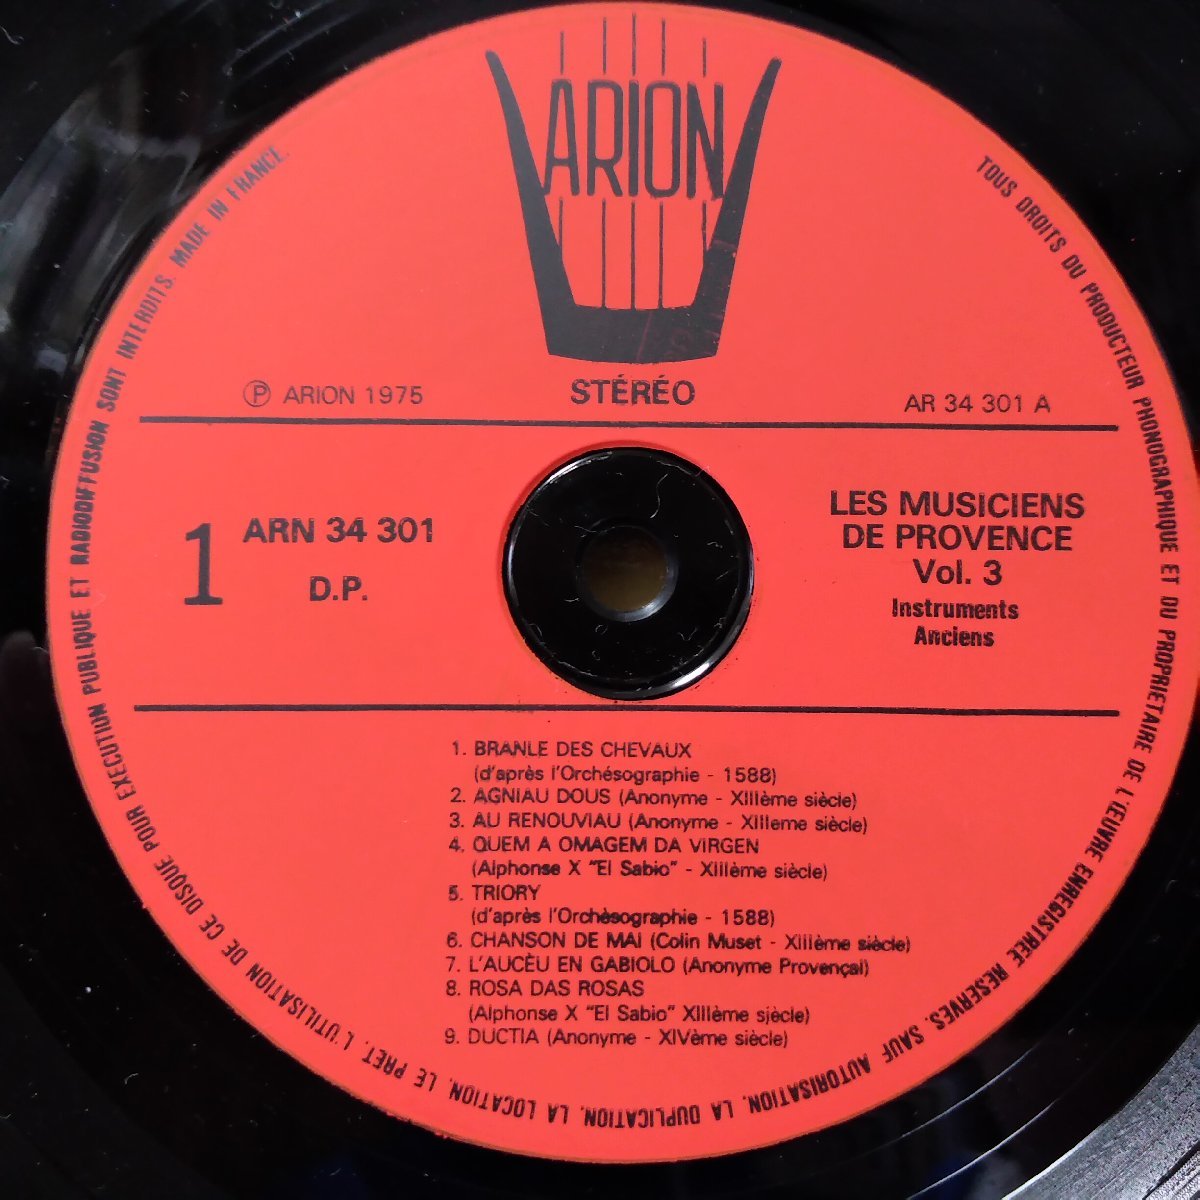 ARION
TOUS DROITS DU PRODUCTEUR PHONOGRAPHIQUE ET DU PROPRIETAIRE DE L'ŒUVRE ENREGISTREE RESERVES. SAUF AUTORISATION, LA DUPLICATION, LA LOCATION, LE PRET, L'UTILISATION DE CE DISQUE POUR EXECUTION PUBLIQUE ET RADIODIFFUSION SONT INTERDITS. MADE IN FRANCE.
Ⓟ ARION 1975
STÉRÉO
AR 34 301 A
1
ARN 34 301
D.P.
LES MUSICIENS
DE PROVENCE
Vol. 3
Instruments
Anciens
1. BRANLE DES CHEVAUX
(d'après l'Orchésographie - 1588)
2. AGNIAU DOUS (Anonyme - XIIIème siècle)
3. AU RENOUVIAU (Anonyme - XIIIeme siècle)
4. QUEM A OMAGEM DA VIRGEN
(Alphonse X "El Sabio" - XIIIème siècle)
5. TRIORY
(d'après l'Orchèsographie - 1588)
6. CHANSON DE MAI (Colin Muset - XIIIème siècle)
7. L'AUCÈU EN GABIOLO (Anonyme Provençal)
8. ROSA DAS ROSAS
(Alphonse X "El Sabio" XIIIème siècle)
9. DUCTIA (Anonyme - XIVème siècle)